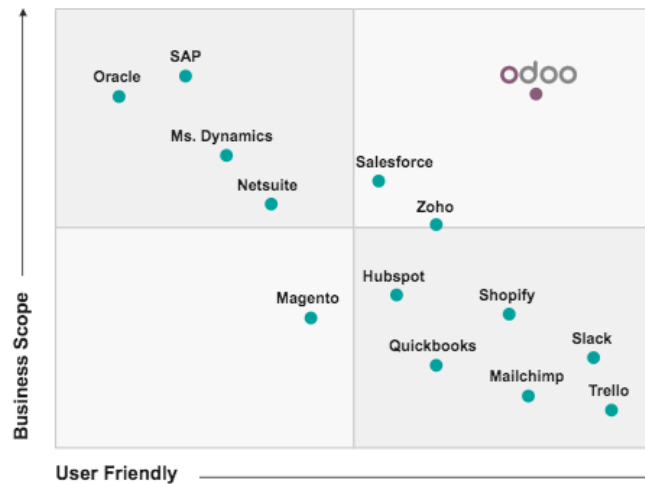 SAP
odoo
Oracle
Ms. Dynamics
Salesforce
Netsuite
Zoho
Hubspot
Magento
Shopify
Quickbooks
Slack
Mailchimp
Trello
Business Scope
User Friendly